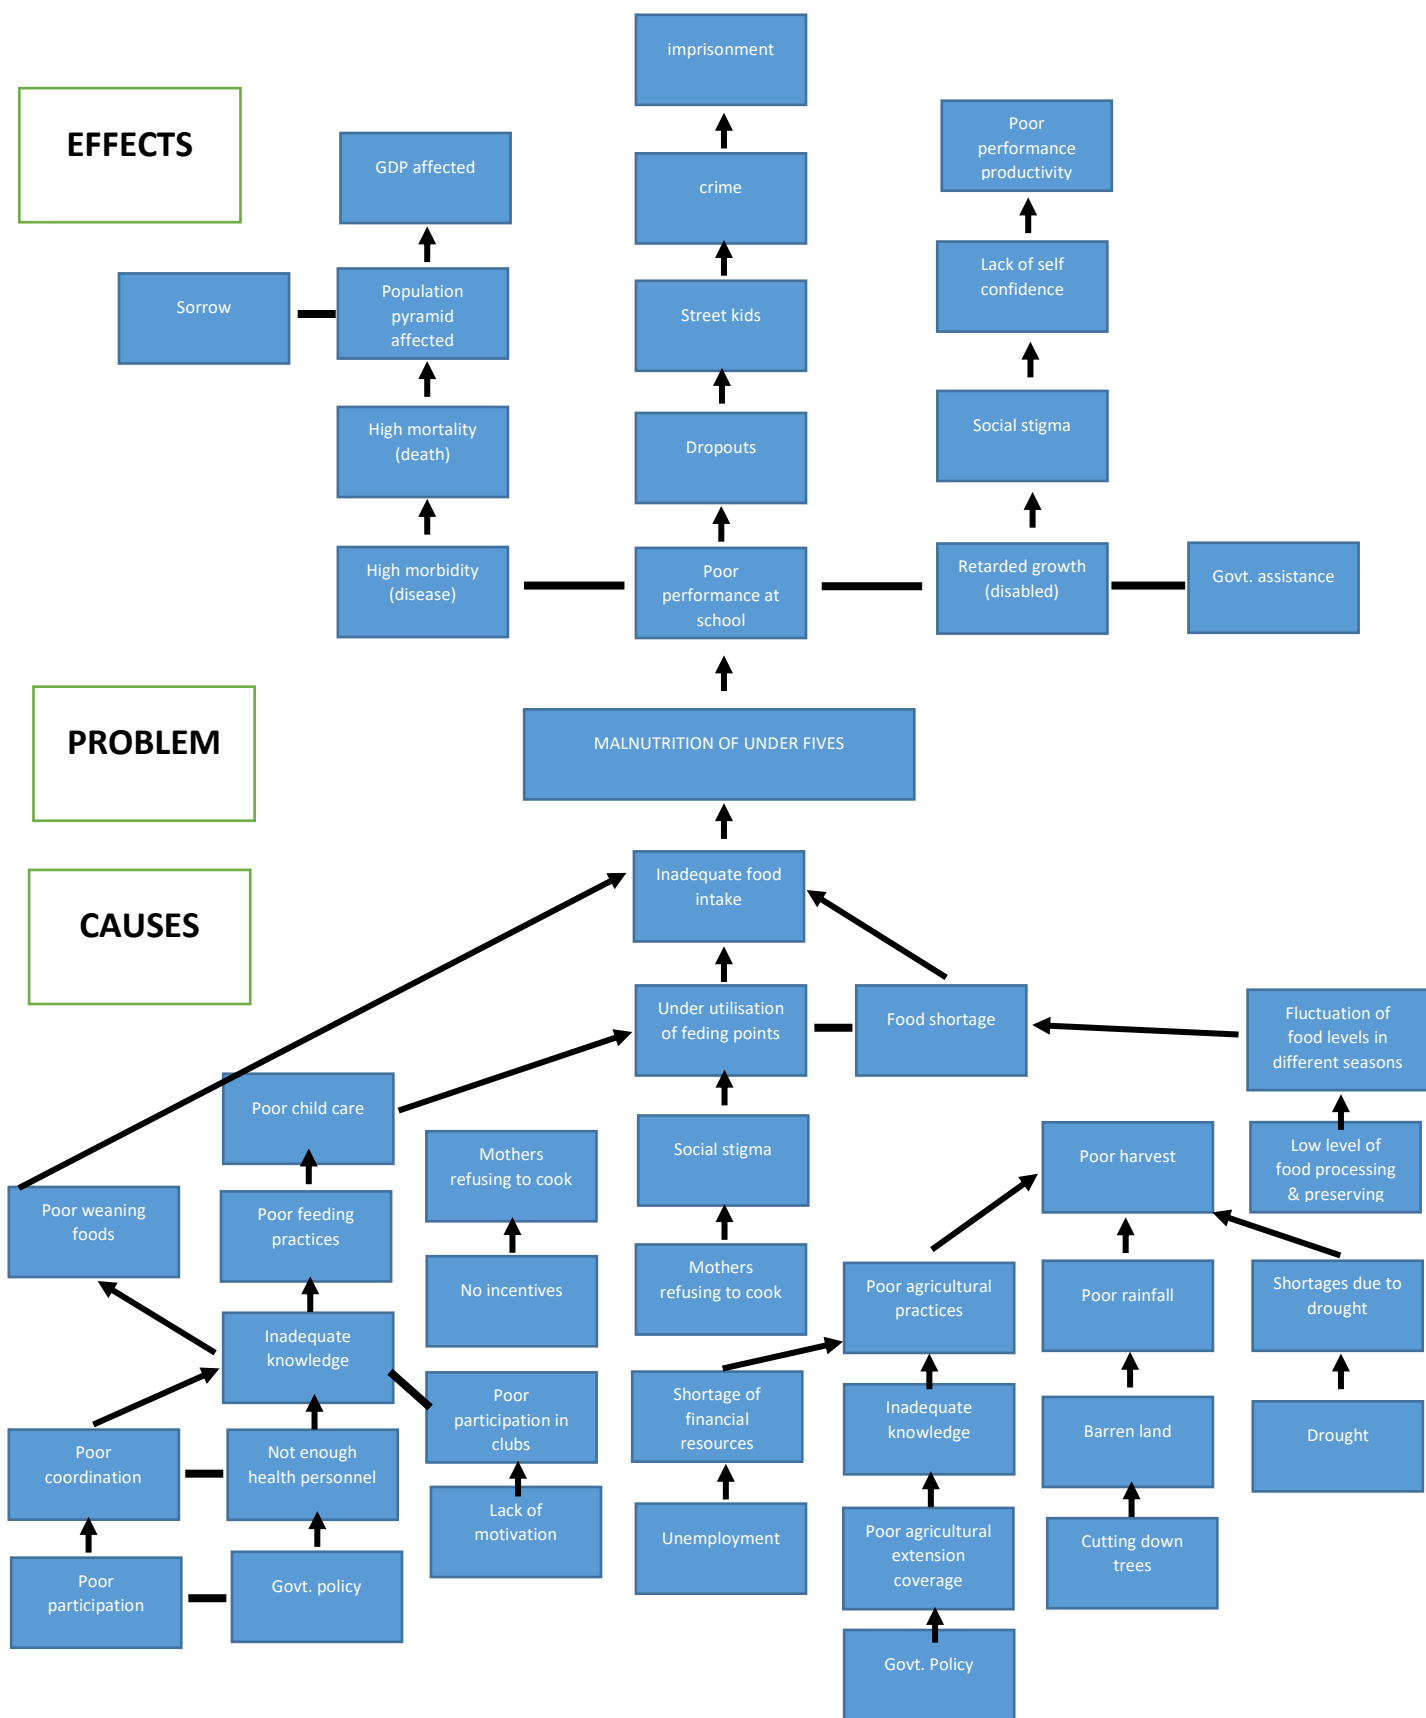 imprisonment
EFFECTS
Poor
performance
productivity
GDP affected
crime
Lack of self
confidence
Sorrow
Population
pyramid
affected
Street kids
High mortality
(death)
Dropouts
Social stigma
High morbidity
(disease)
Poor
performance at
school
Retarded growth
(disabled)
Govt. assistance
PROBLEM
MALNUTRITION OF UNDER FIVES
CAUSES
Inadequate food
intake
Under utilisation
of feding points
Food shortage
Fluctuation of
food levels in
different seasons
Poor child care
Mothers
refusing to cook
Social stigma
Poor harvest
Low level of
food processing
& preserving
Poor weaning
foods
Poor feeding
practices
No incentives
Mothers
refusing to cook
Poor agricultural
practices
Poor rainfall
Shortages due to
drought
Inadequate
knowledge
Poor
participation in
clubs
Shortage of
financial
resources
Inadequate
knowledge
Barren land
Drought
Poor
coordination
Not enough
health personnel
Lack of
motivation
Unemployment
Poor agricultural
extension
coverage
Cutting down
trees
Poor
participation
Govt. policy
Govt. Policy